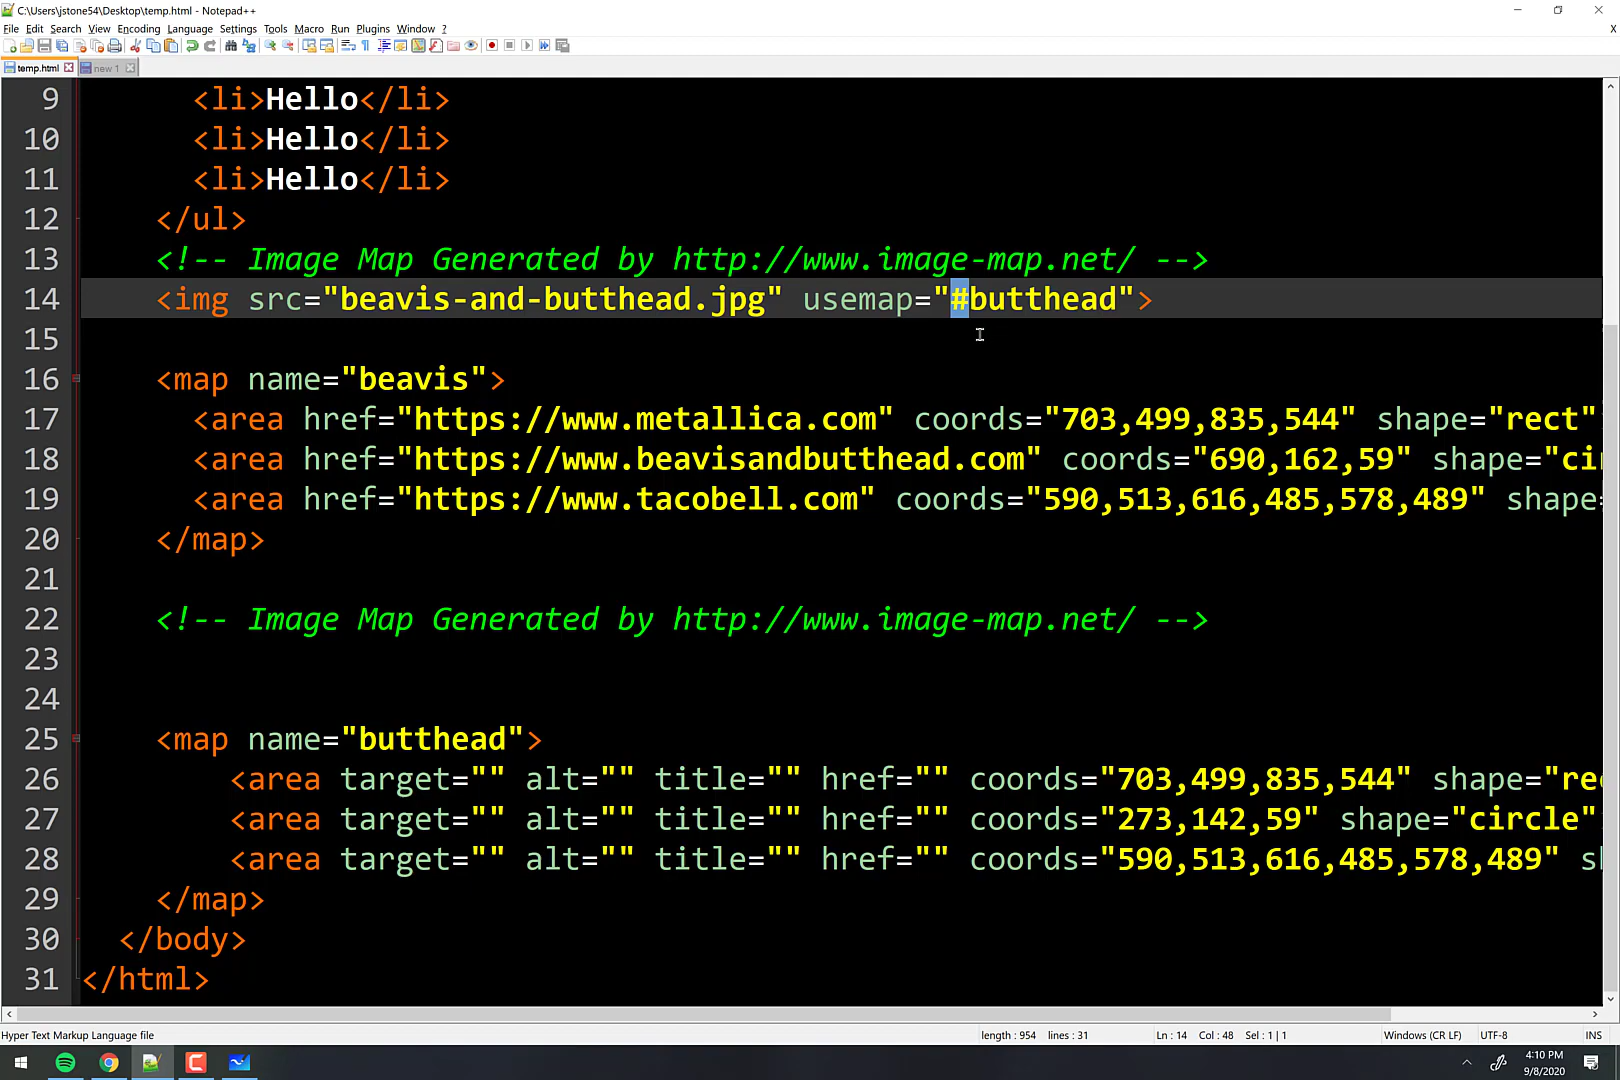 C:\Users\jstone54\Desktop\temp.html - Notepad++
File Edit Search View Encoding Language Settings Tools Macro Run Plugins Window ? X
temp.html new 1
9 <li>Hello</li>
10 <li>Hello</li>
11 <li>Hello</li>
12 </ul>
13 <!-- Image Map Generated by http://www.image-map.net/ -->
14 <img src="beavis-and-butthead.jpg" usemap="#butthead">
15
16 <map name="beavis">
17 <area href="https://www.metallica.com" coords="703,499,835,544" shape="rect"
18 <area href="https://www.beavisandbutthead.com" coords="690,162,59" shape="ci
19 <area href="https://www.tacobell.com" coords="590,513,616,485,578,489" shape=
20 </map>
21
22 <!-- Image Map Generated by http://www.image-map.net/ -->
23
24
25 <map name="butthead">
26 <area target="" alt="" title="" href="" coords="703,499,835,544" shape="re
27 <area target="" alt="" title="" href="" coords="273,142,59" shape="circle"
28 <area target="" alt="" title="" href="" coords="590,513,616,485,578,489" s
29 </map>
30 </body>
31 </html>
Hyper Text Markup Language file length : 954 lines : 31 Ln : 14 Col : 48 Sel : 1 | 1 Windows (CR LF) UTF-8 INS
4:10 PM
9/8/2020